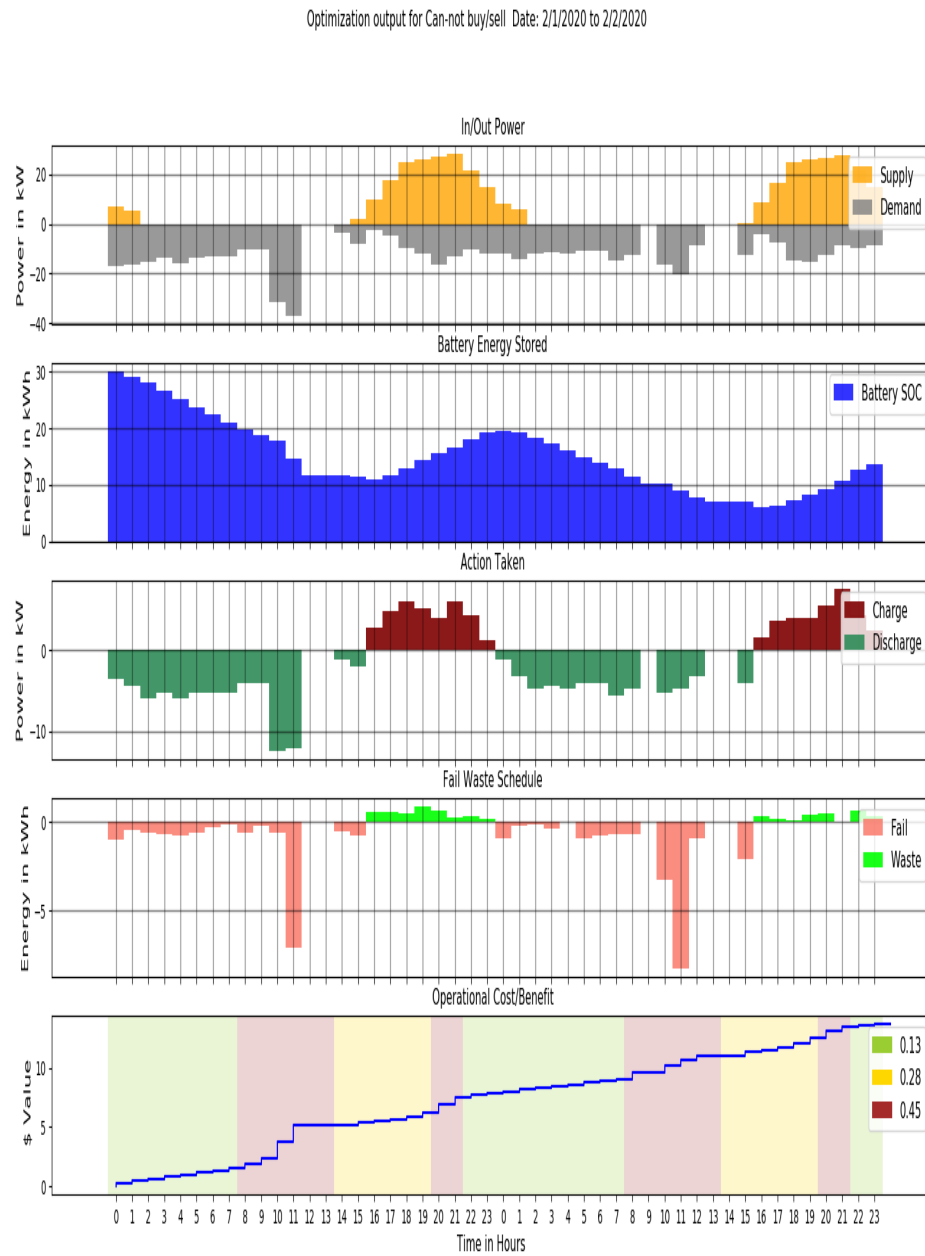 Optimization output for Can-not buy/sell Date: 2/1/2020 to 2/2/2020
In/Out Power
Power in kW
20
0
−20
−40
Supply
Demand
Battery Energy Stored
Energy in kWh
30
20
10
0
Battery SOC
Action Taken
Power in kW
0
−10
Charge
Discharge
Fail Waste Schedule
Energy in kWh
0
−5
Fail
Waste
Operational Cost/Benefit
$ Value
10
5
0
0.13
0.28
0.45
0 1 2 3 4 5 6 7 8 9 10 11 12 13 14 15 16 17 18 19 20 21 22 23 0 1 2 3 4 5 6 7 8 9 10 11 12 13 14 15 16 17 18 19 20 21 22 23
Time in Hours